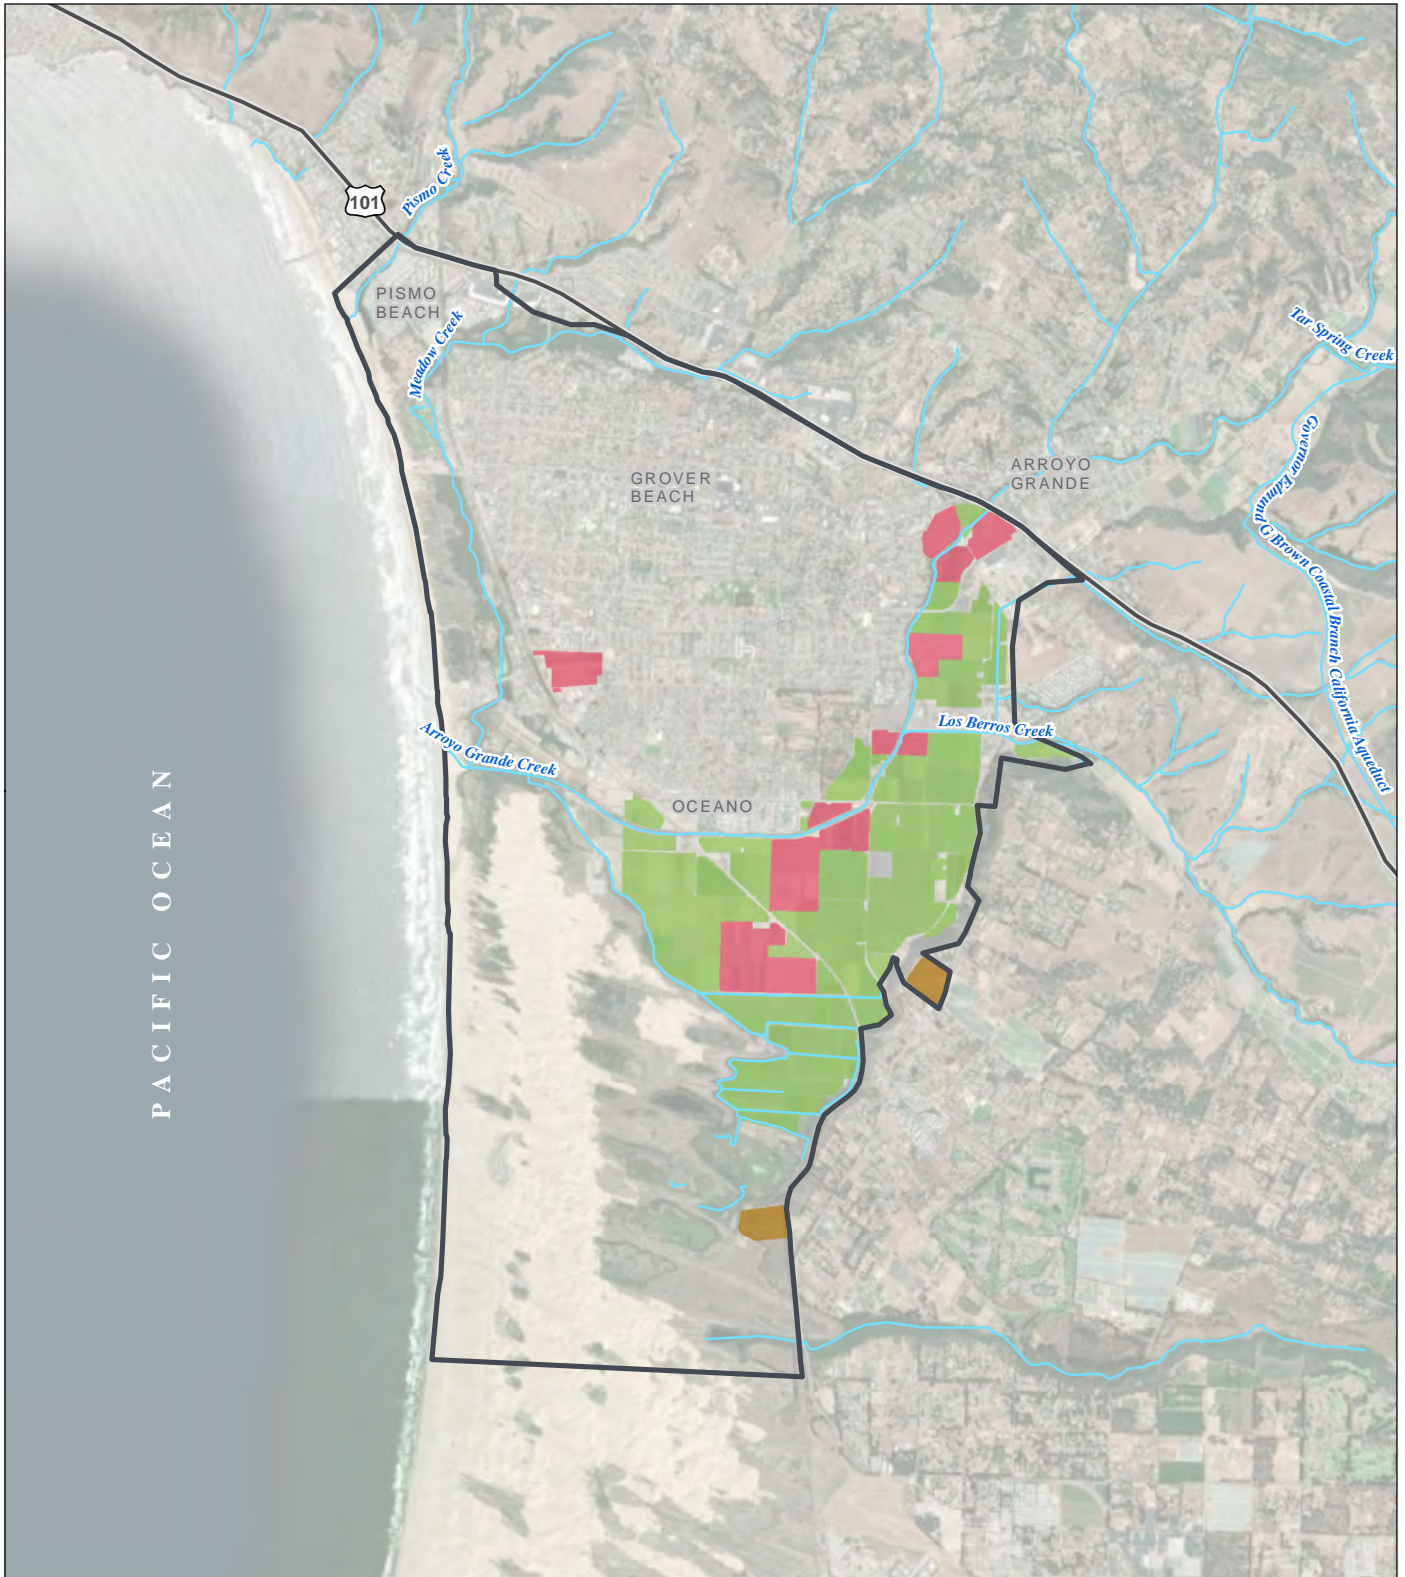 Pismo Creek
101
PISMO
BEACH
Meadow Creek
Tar Spring Creek
Governor Edmund G Brown Coastal Branch California Aqueduct
GROVER
BEACH
ARROYO
GRANDE
Los Berros Creek
Arroyo Grande Creek
OCEANO
PACIFIC OCEAN